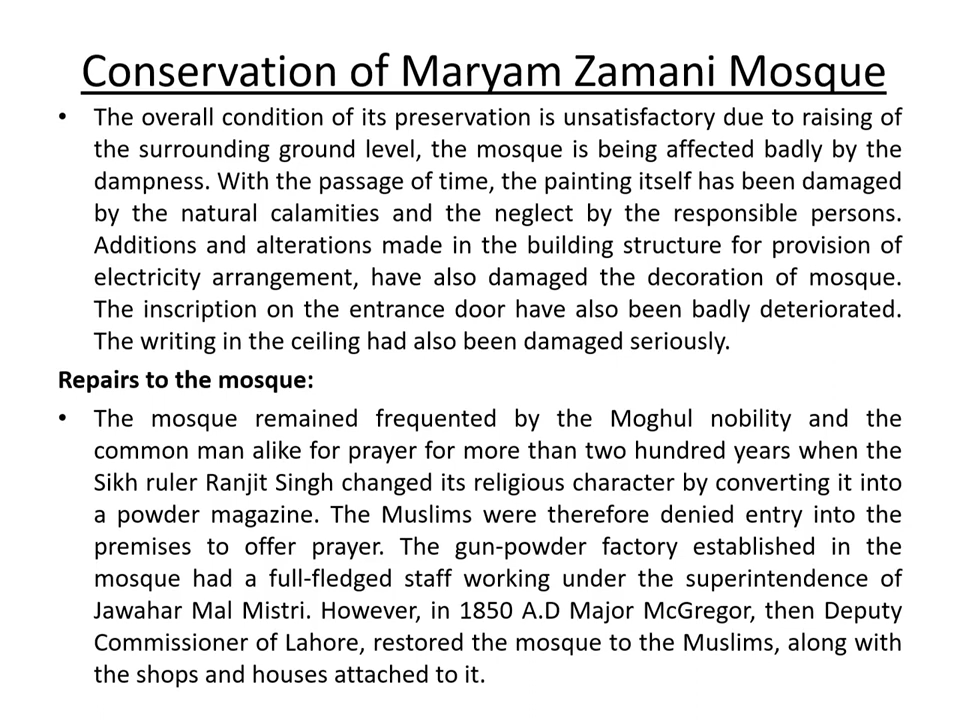 Conservation of Maryam Zamani Mosque
• The overall condition of its preservation is unsatisfactory due to raising of
the surrounding ground level, the mosque is being affected badly by the
dampness. With the passage of time, the painting itself has been damaged
by the natural calamities and the neglect by the responsible persons.
Additions and alterations made in the building structure for provision of
electricity arrangement, have also damaged the decoration of mosque.
The inscription on the entrance door have also been badly deteriorated.
The writing in the ceiling had also been damaged seriously.
Repairs to the mosque:
• The mosque remained frequented by the Moghul nobility and the
common man alike for prayer for more than two hundred years when the
Sikh ruler Ranjit Singh changed its religious character by converting it into
a powder magazine. The Muslims were therefore denied entry into the
premises to offer prayer. The gun-powder factory established in the
mosque had a full-fledged staff working under the superintendence of
Jawahar Mal Mistri. However, in 1850 A.D Major McGregor, then Deputy
Commissioner of Lahore, restored the mosque to the Muslims, along with
the shops and houses attached to it.